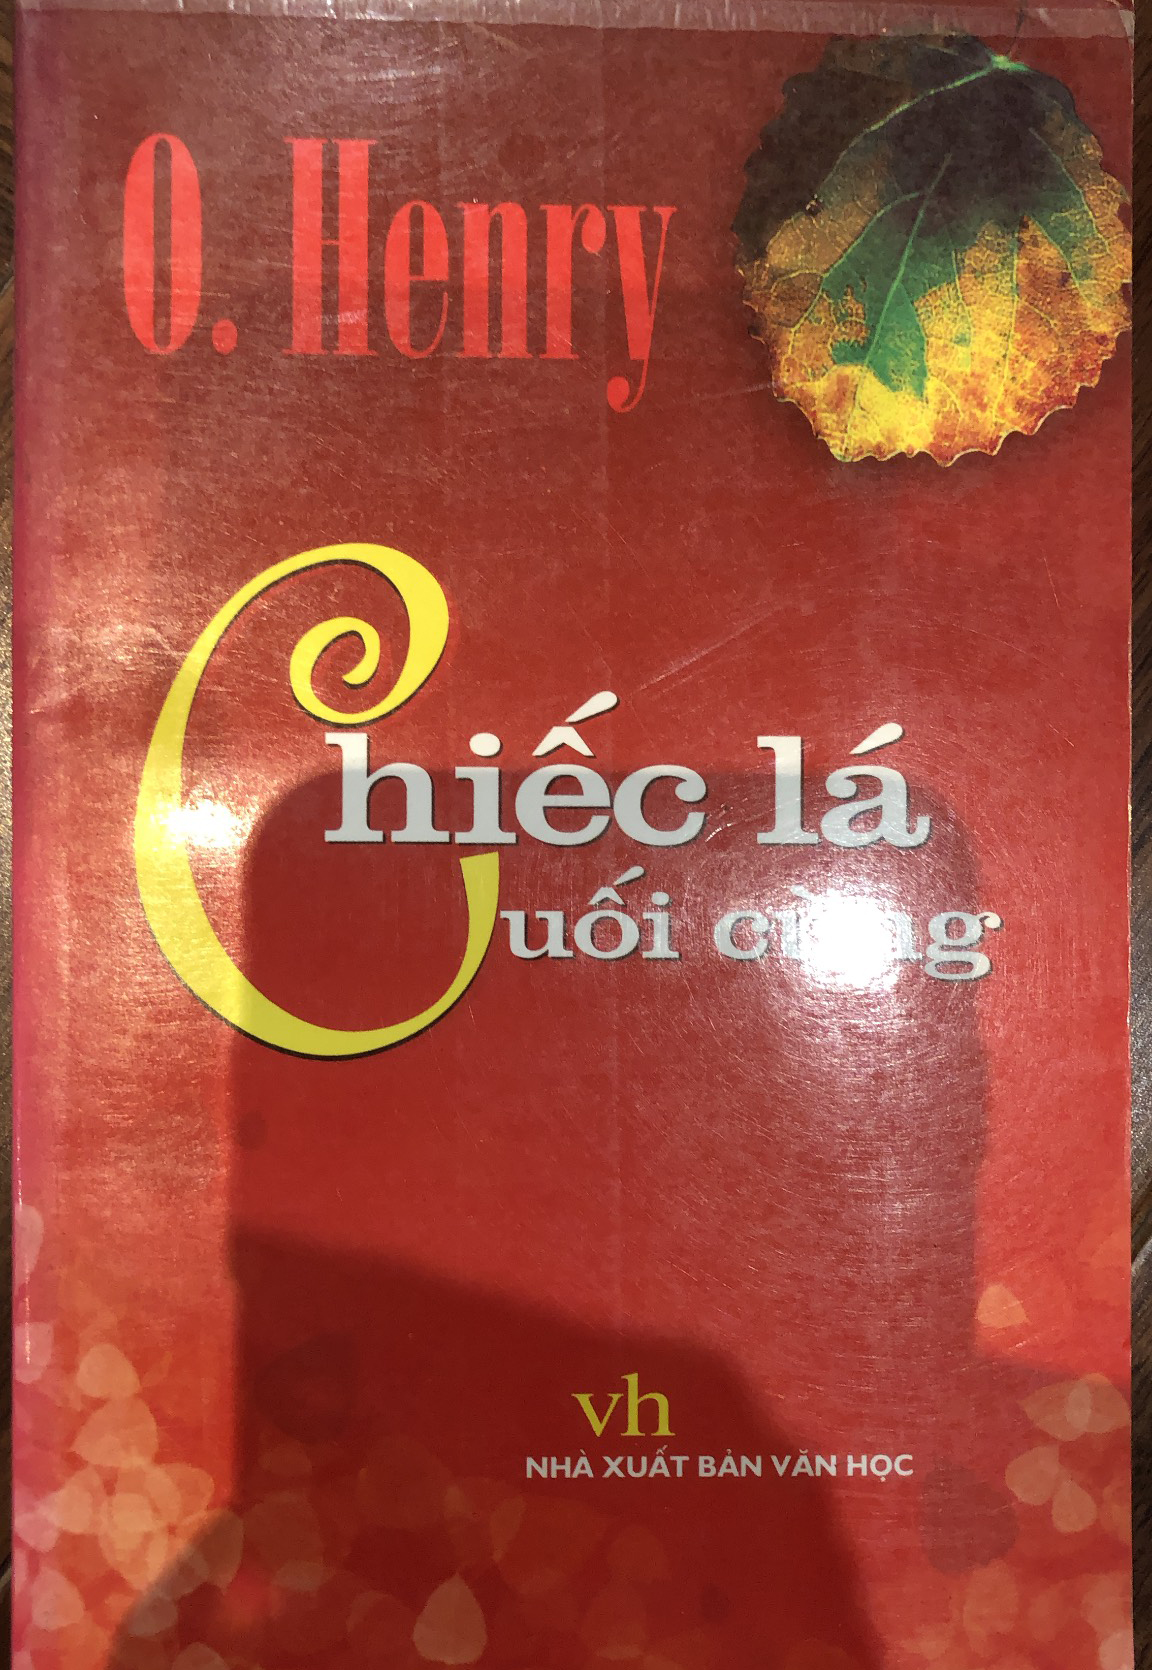 O. Henry
Chiếc lá
Cuối cùng
vh
NHÀ XUẤT BẢN VĂN HỌC